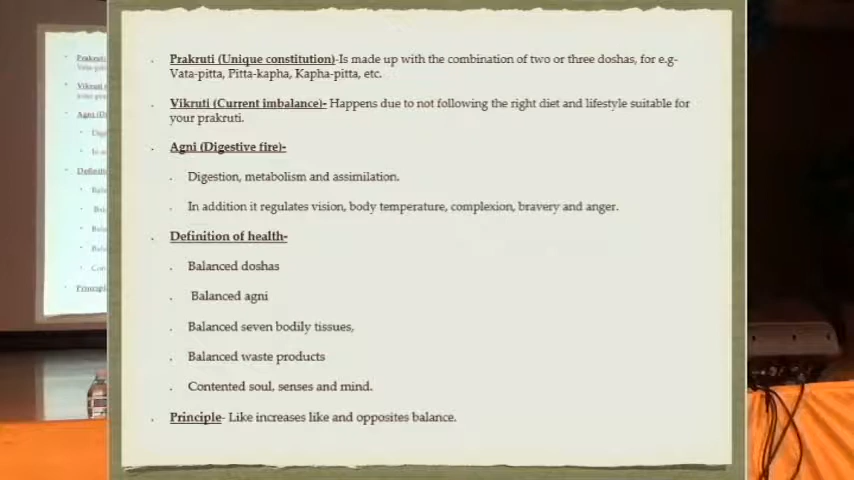 Prakruti (Unique constitution)-Is made up with the combination of two or three doshas, for e.g-
Vata-pitta, Pitta-kapha, Kapha-pitta, etc.
Vikruti (Current imbalance)- Happens due to not following the right diet and lifestyle suitable for
your prakruti.
Agni (Digestive fire)-
Digestion, metabolism and assimilation.
In addition it regulates vision, body temperature, complexion, bravery and anger.
Definition of health-
Balanced doshas
Balanced agni
Balanced seven bodily tissues,
Balanced waste products
Contented soul, senses and mind.
Principle- Like increases like and opposites balance.